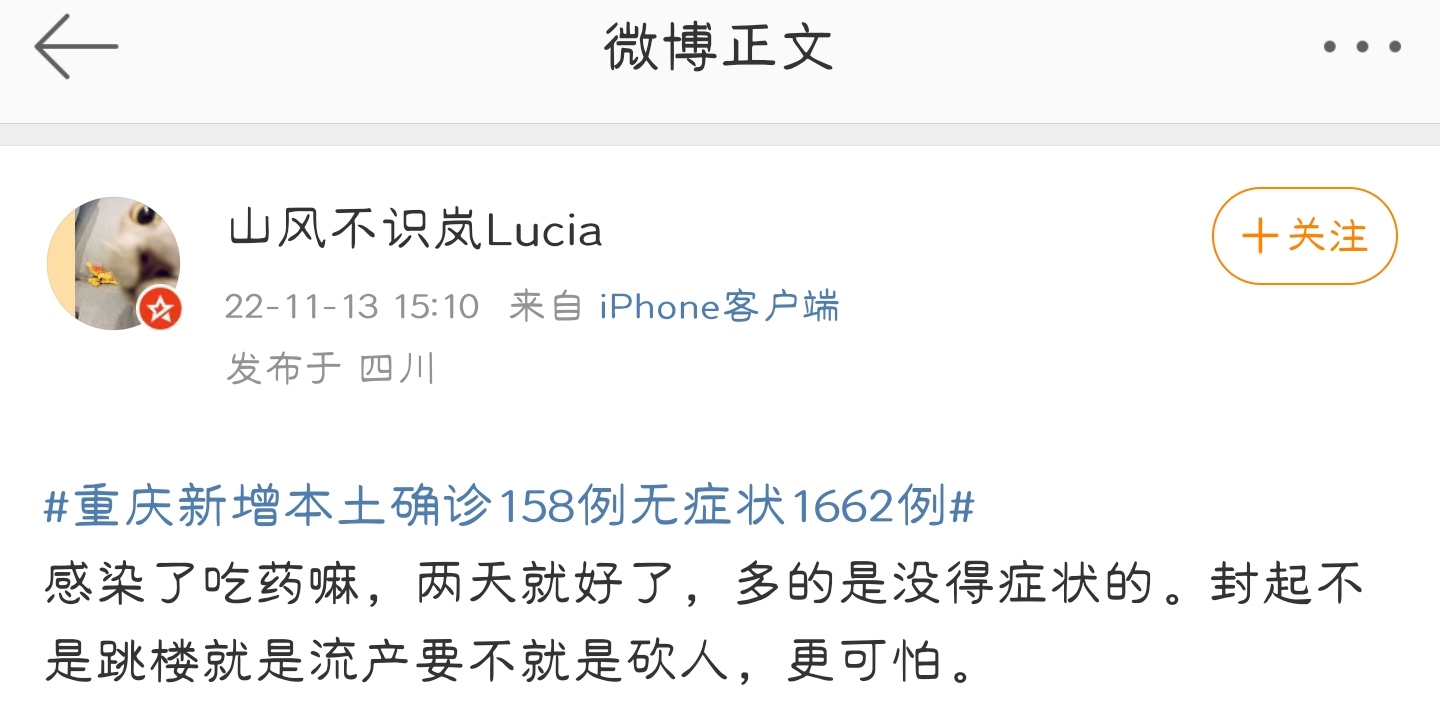 微博正文
山风不识岚Lucia
+关注
22-11-13 15:10 来自 iPhone客户端
发布于 四川
#重庆新增本土确诊158例无症状1662例#
感染了吃药嘛，两天就好了，多的是没得症状的。封起不
是跳楼就是流产要不就是砍人，更可怕。